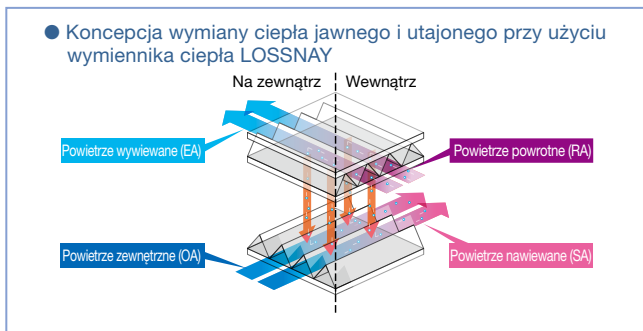 ● Koncepcja wymiany ciepła jawnego i utajonego przy użyciu
wymiennika ciepła LOSSNAY
Na zewnątrz Wewnątrz
Powietrze wywiewane (EA)
Powietrze powrotne (RA)
Powietrze zewnętrzne (OA)
Powietrze nawiewane (SA)